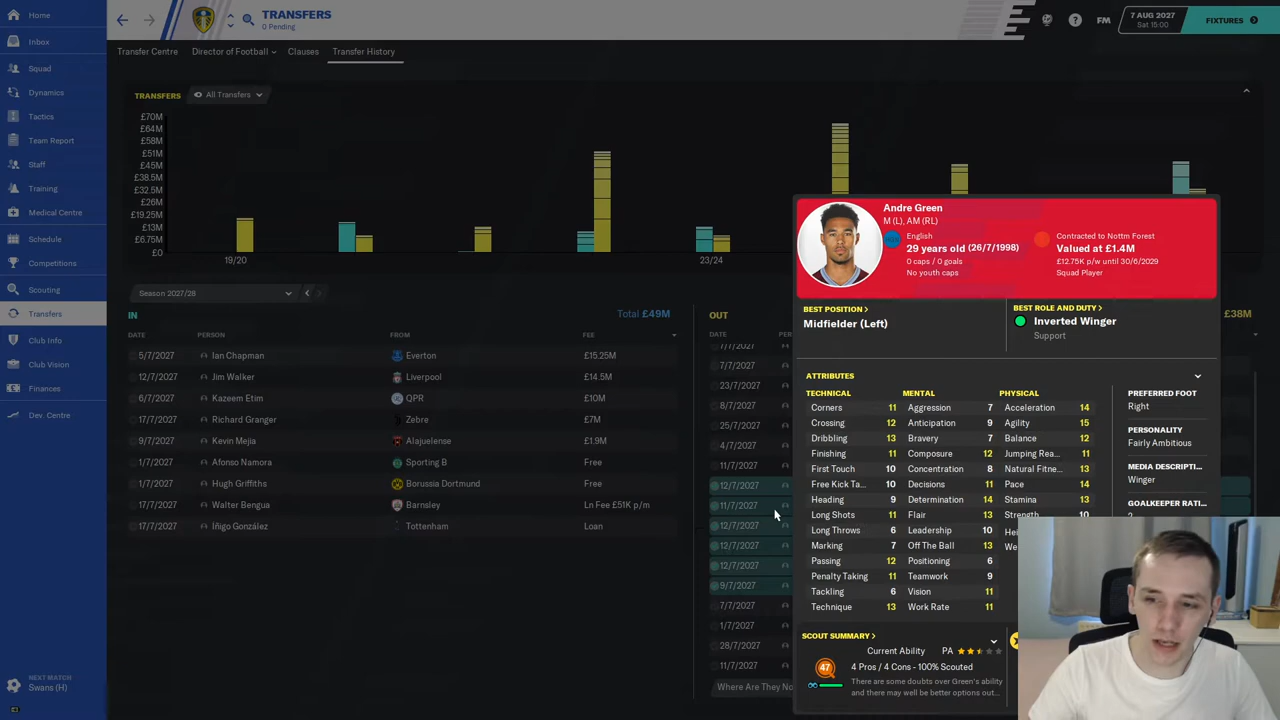 Home
Inbox
Squad
Dynamics
Tactics
Team Report
Staff
Training
Medical Centre
Schedule
Competitions
Scouting
Transfers
Club Info
Club Vision
Finances
Dev. Centre
NEXT MATCH
Swans (H)
TRANSFERS
0 Pending
?
FM
7 AUG 2027
Sat 15:00
FIXTURES
Transfer Centre
Director of Football
Clauses
Transfer History
TRANSFERS
All Transfers
£70M
£64M
£58M
£51M
£45M
£38.5M
£32.5M
£26M
£19.25M
£13M
£6.75M
£0
19/20
23/24
Season 2027/28
IN
Total £49M
DATE PERSON FROM FEE
5/7/2027 Ian Chapman Everton £15.25M
12/7/2027 Jim Walker Liverpool £14.5M
6/7/2027 Kazeem Etim QPR £10M
17/7/2027 Richard Granger Zebre £7M
9/7/2027 Kevin Mejia Alajuelense £1.9M
1/7/2027 Afonso Namora Sporting B Free
1/7/2027 Hugh Griffiths Borussia Dortmund Free
17/7/2027 Walter Bengua Barnsley Ln Fee £51K p/m
17/7/2027 Iñigo González Tottenham Loan
OUT
£38M
DATE PER
7/7/2027
7/7/2027
23/7/2027
8/7/2027
25/7/2027
4/7/2027
11/7/2027
12/7/2027
11/7/2027
12/7/2027
12/7/2027
12/7/2027
9/7/2027
7/7/2027
1/7/2027
28/7/2027
11/7/2027
Where Are They No
Andre Green
M (L), AM (RL)
English
29 years old (26/7/1998)
0 caps / 0 goals
No youth caps
Contracted to Nottm Forest
Valued at £1.4M
£12.75K p/w until 30/6/2029
Squad Player
BEST POSITION
Midfielder (Left)
BEST ROLE AND DUTY
Inverted Winger
Support
ATTRIBUTES
TECHNICAL MENTAL PHYSICAL
Corners 11 Aggression 7 Acceleration 14
Crossing 12 Anticipation 9 Agility 15
Dribbling 13 Bravery 7 Balance 12
Finishing 11 Composure 12 Jumping Rea... 11
First Touch 10 Concentration 8 Natural Fitne... 13
Free Kick Ta... 10 Decisions 11 Pace 14
Heading 9 Determination 14 Stamina 13
Long Shots 11 Flair 13 Strength 10
Long Throws 6 Leadership 10
Marking 7 Off The Ball 13
Passing 12 Positioning 6
Penalty Taking 11 Teamwork 9
Tackling 6 Vision 11
Technique 13 Work Rate 11
PREFERRED FOOT
Right
PERSONALITY
Fairly Ambitious
MEDIA DESCRIPTI...
Winger
GOALKEEPER RATI...
SCOUT SUMMARY
Current Ability PA
47
4 Pros / 4 Cons - 100% Scouted
There are some doubts over Green's ability
and there may well be better options out...